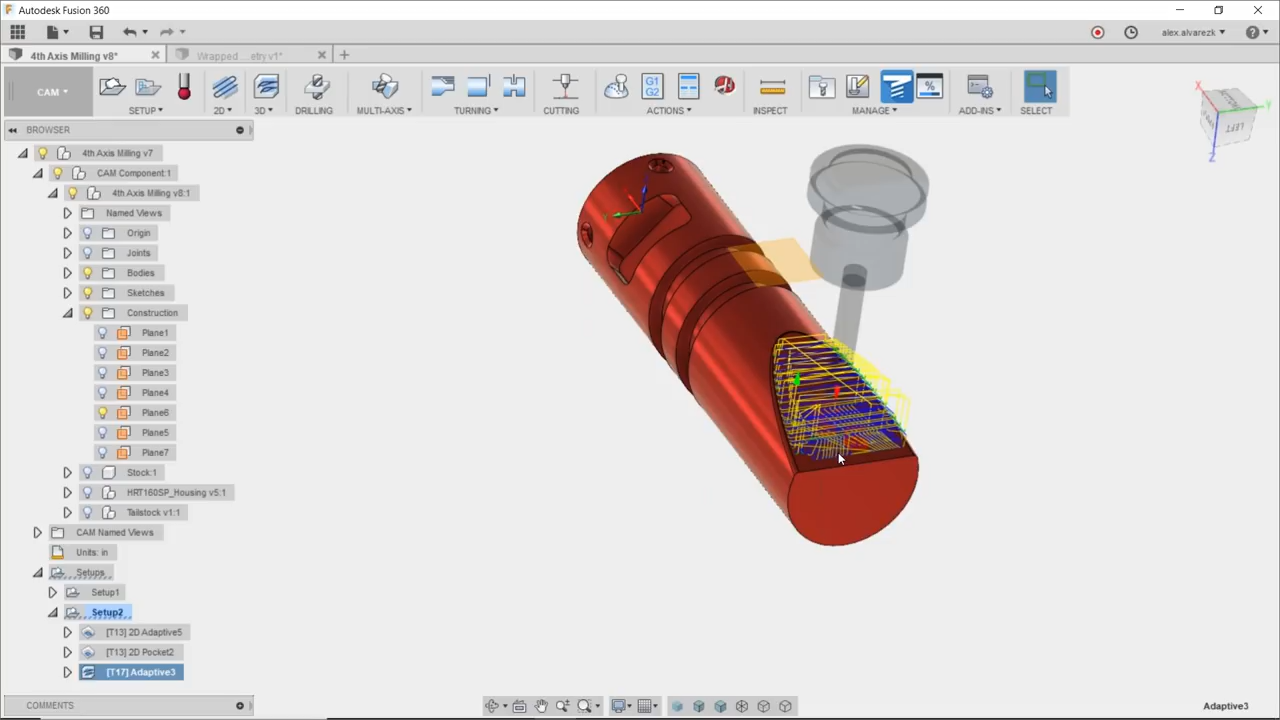 Autodesk Fusion 360
alex.alvarezk
4th Axis Milling v8*
Wrapped ...etry v1*
CAM
G1
G2
%
SETUP
2D
3D
DRILLING
MULTI-AXIS
TURNING
CUTTING
ACTIONS
INSPECT
MANAGE
ADD-INS
SELECT
X
Y
LEFT
Z
BROWSER
4th Axis Milling v7
CAM Component:1
4th Axis Milling v8:1
Named Views
Origin
Joints
Bodies
Sketches
Construction
Plane1
Plane2
Plane3
Plane4
Plane6
Plane5
Plane7
Stock:1
HRT160SP_Housing v5:1
Tailstock v1:1
CAM Named Views
Units: in
Setups
Setup1
Setup2
[T13] 2D Adaptive5
[T13] 2D Pocket2
[T17] Adaptive3
COMMENTS
Adaptive3